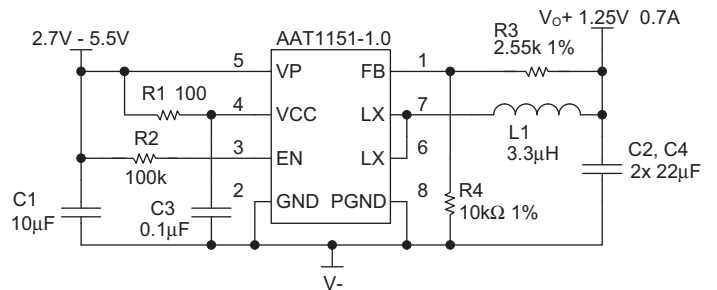 2.7V - 5.5V
AAT1151-1.0
V₀+ 1.25V 0.7A
R3
2.55k 1%
5
VP
FB
1
R1 100
4
VCC
LX
7
R2
100k
3
EN
LX
6
L1
3.3µH
C2, C4
2x 22µF
C1
10µF
C3
0.1µF
2
GND
PGND
8
R4
10kΩ 1%
V-